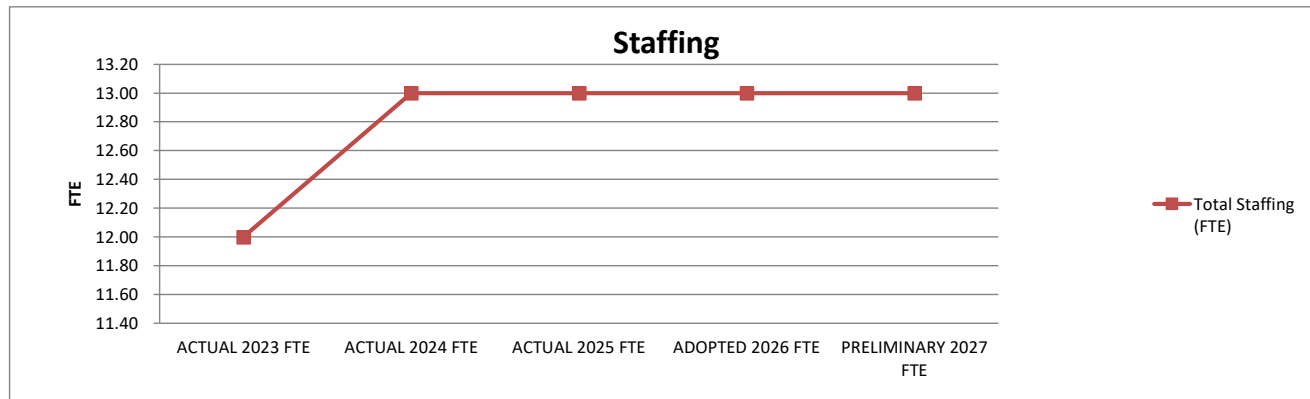 Staffing
13.20
13.00
12.80
12.60
12.40
12.20
12.00
11.80
11.60
11.40
FTE
ACTUAL 2023 FTE
ACTUAL 2024 FTE
ACTUAL 2025 FTE
ADOPTED 2026 FTE
PRELIMINARY 2027
FTE
Total Staffing
(FTE)